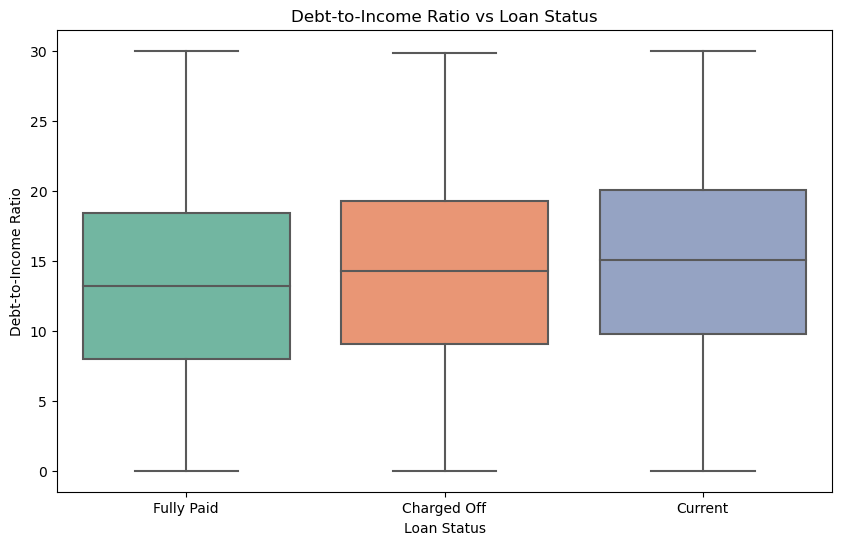 Debt-to-Income Ratio vs Loan Status
Debt-to-Income Ratio
30
25
20
15
10
5
0
Fully Paid
Charged Off
Current
Loan Status